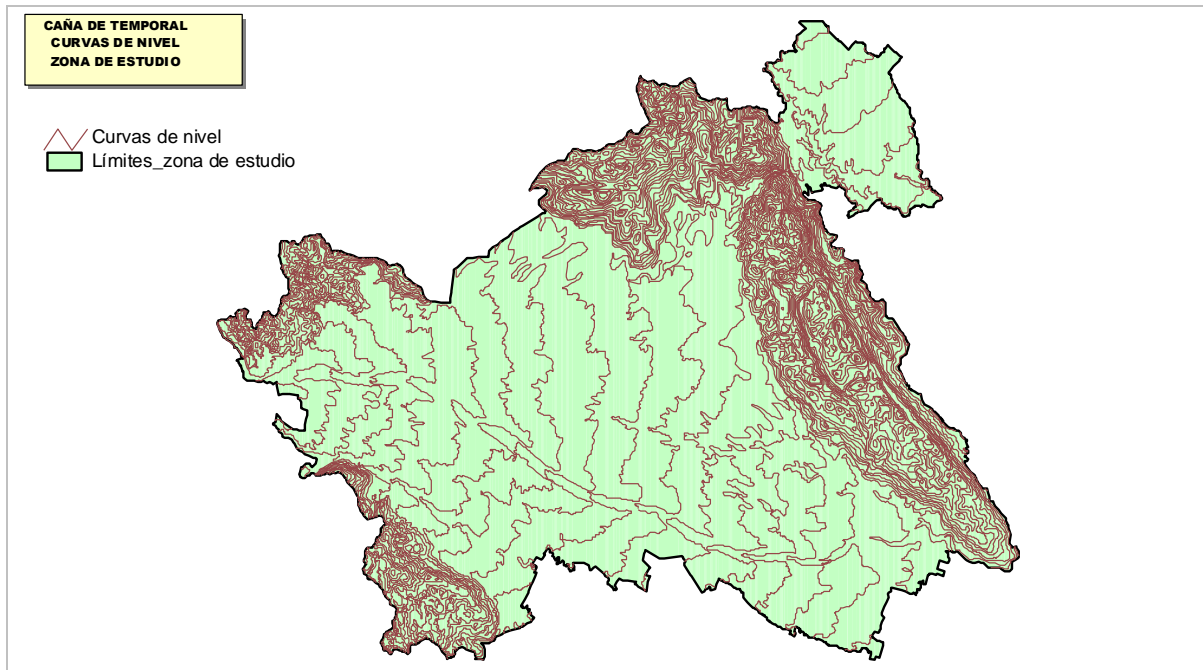 CAÑA DE TEMPORAL
CURVAS DE NIVEL
ZONA DE ESTUDIO
Curvas de nivel
Límites_zona de estudio